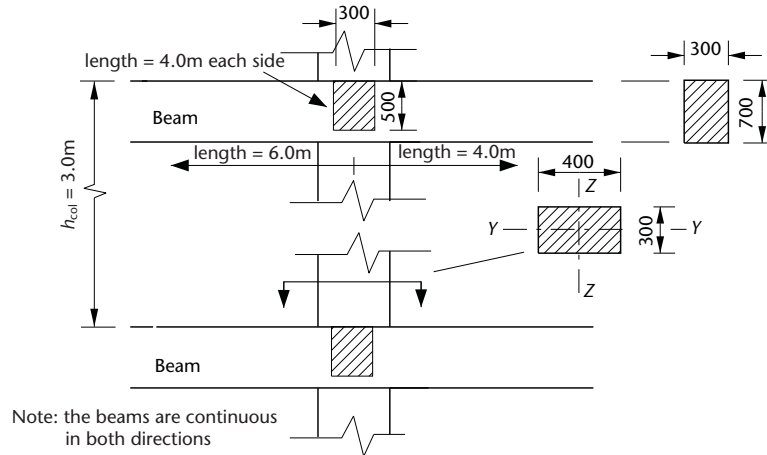 300
length = 4.0m each side
300
Beam
500
700
length = 6.0m
length = 4.0m
400
hcol = 3.0m
Z
Y
Y
300
Z
Beam
Note: the beams are continuous
in both directions